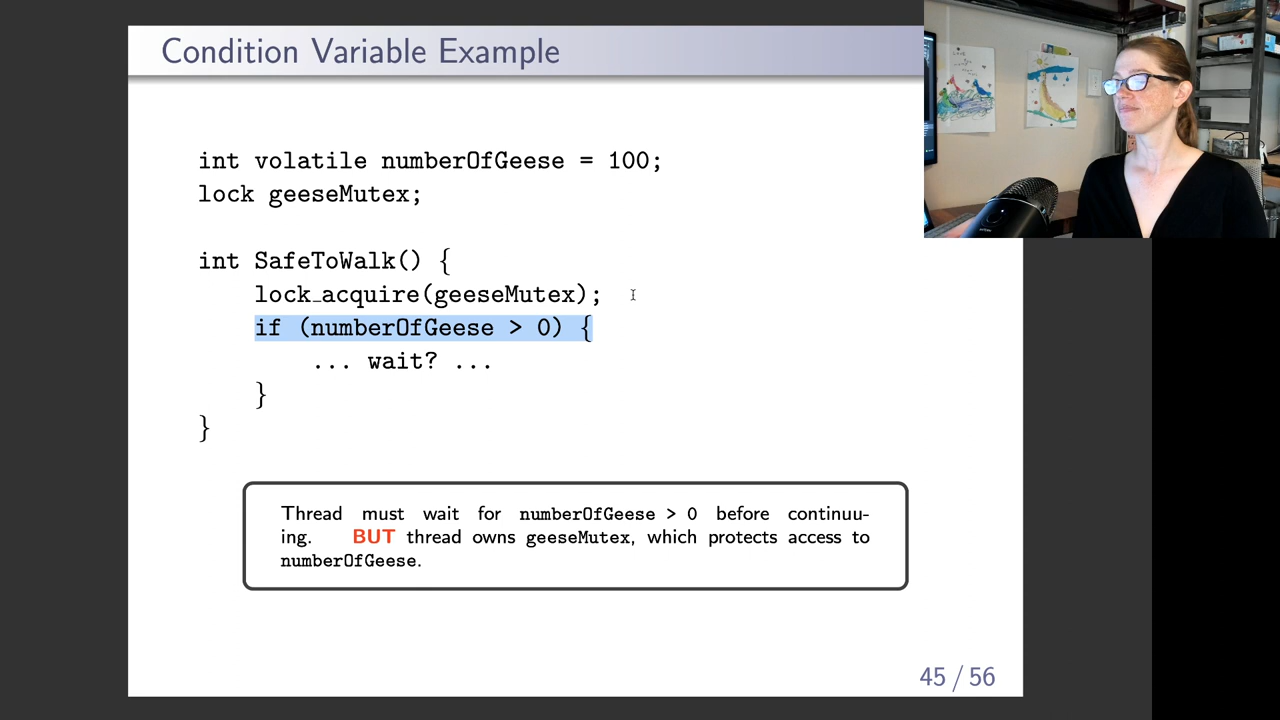 Condition Variable Example
int volatile numberOfGeese = 100;
lock geeseMutex;
int SafeToWalk() {
lock_acquire(geeseMutex);
if (numberOfGeese > 0) {
... wait? ...
}
}
Thread must wait for numberOfGeese > 0 before continuu-
ing. BUT thread owns geeseMutex, which protects access to
numberOfGeese.
45 / 56